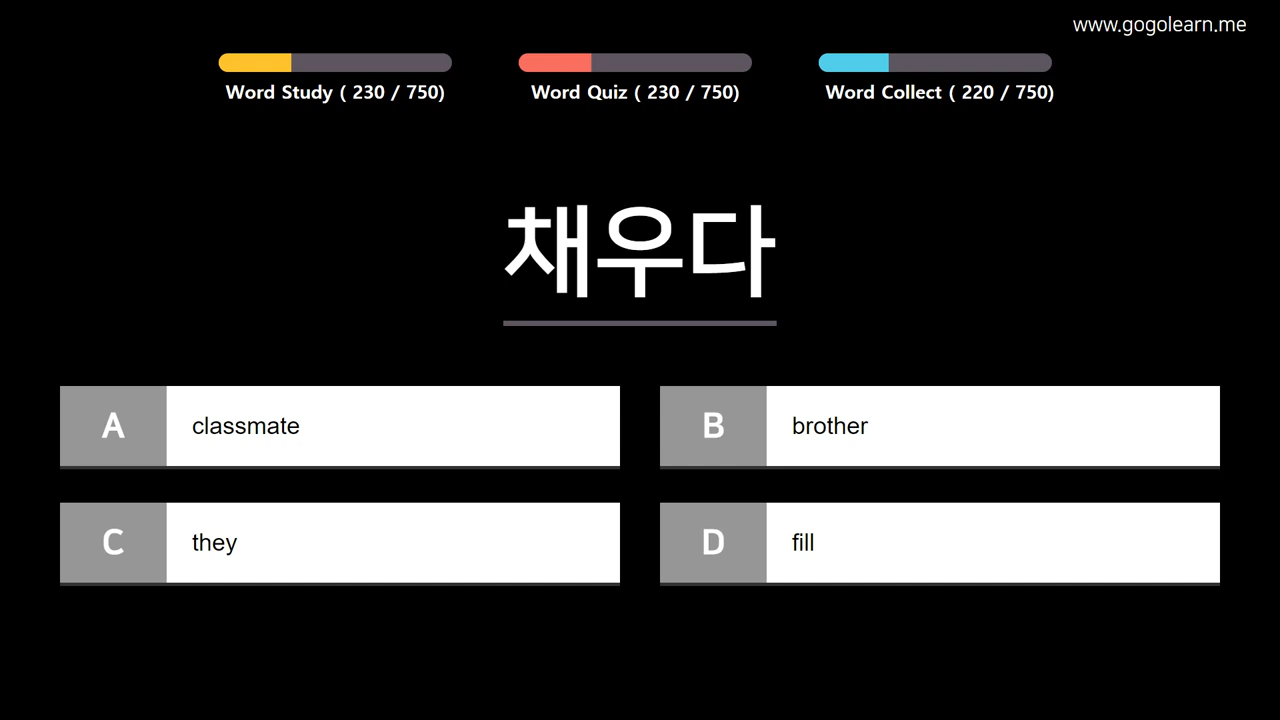 www.gogolearn.me
Word Study ( 230 / 750)
Word Quiz ( 230 / 750)
Word Collect ( 220 / 750)
채우다
A classmate
B brother
C they
D fill